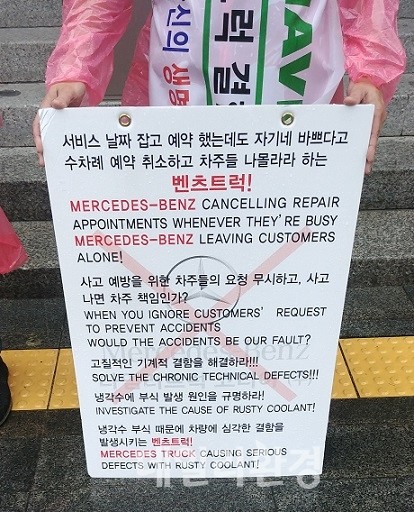 서비스 날짜 잡고 예약 했는데도 자기네 바쁘다고
수차례 예약 취소하고 차주들 나몰라라 하는
벤츠트럭!
MERCEDES-BENZ CANCELLING REPAIR
APPOINTMENTS WHENEVER THEY'RE BUSY
MERCEDES-BENZ LEAVING CUSTOMERS
ALONE!
사고 예방을 위한 차주들의 요청 무시하고, 사고
나면 차주 책임인가?
WHEN YOU IGNORE CUSTOMERS' REQUEST
TO PREVENT ACCIDENTS
WOULD THE ACCIDENTS BE OUR FAULT?
Mercedes-Benz
고질적인 기계적 결함을 해결하라!!!
SOLVE THE CHRONIC TECHNICAL DEFECTS!!!
냉각수에 부식 발생 원인을 규명하라!
INVESTIGATE THE CAUSE OF RUSTY COOLANT!
냉각수 부식 때문에 차량에 심각한 결함을
발생시키는 벤츠트럭!
MERCEDES TRUCK CAUSING SERIOUS
DEFECTS WITH RUSTY COOLANT!